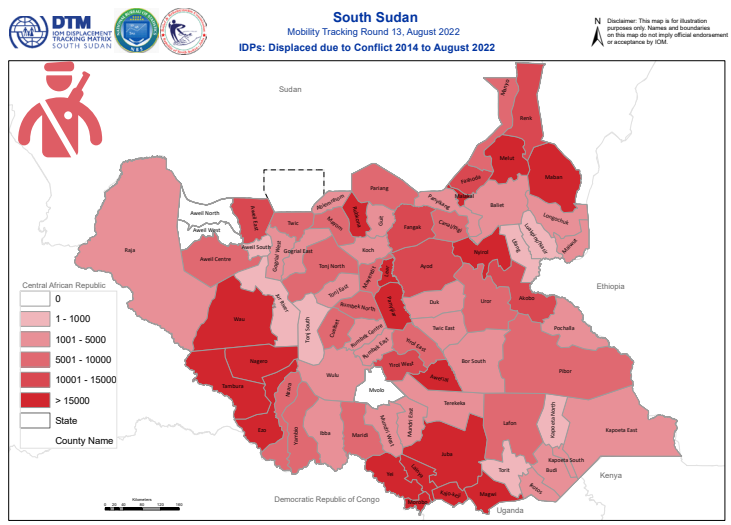 DTM
IOM DISPLACEMENT
TRACKING MATRIX
SOUTH SUDAN
South Sudan
Mobility Tracking Round 13, August 2022
IDPs: Displaced due to Conflict 2014 to August 2022
N
Disclaimer: This map is for illustration
purposes only. Names and boundaries
on this map do not imply official endorsement
or acceptance by IOM.
Sudan
Manyo
Renk
Melut
Maban
Fashoda
Malakal
Pariang
Panyikang
Baliet
Longochuk
Abiem Nhom
Aweil North
Aweil East
Aweil West
Twic
Mayom
Rubkona
Guit
Fangak
Canal/Pigi
Luakpiny/Nasir
Maiwut
Ulang
Nyirol
Raja
Aweil South
Aweil Centre
Gogrial West
Gogrial East
Koch
Tonj North
Mayendit
Leer
Ayod
Central African Republic
0
1 - 1000
1001 - 5000
5001 - 10000
10001 - 15000
> 15000
State
County Name
Ethiopia
Jur River
Tonj East
Rumbek North
Panyijiar
Duk
Uror
Akobo
Wau
Tonj South
Cueibet
Rumbek Centre
Rumbek East
Twic East
Pochalla
Yirol East
Yirol West
Awerial
Bor South
Pibor
Nagero
Tambura
Wulu
Mvolo
Nzara
Terekeka
Ezo
Yambio
Ibba
Maridi
Mundri West
Mundri East
Juba
Lafon
Kapoeta North
Kapoeta East
Kapoeta South
Torit
Budi
Ikotos
Yei
Lainya
Morobo
Kajo-keji
Magwi
Kenya
Uganda
Democratic Republic of Congo
Kilometers